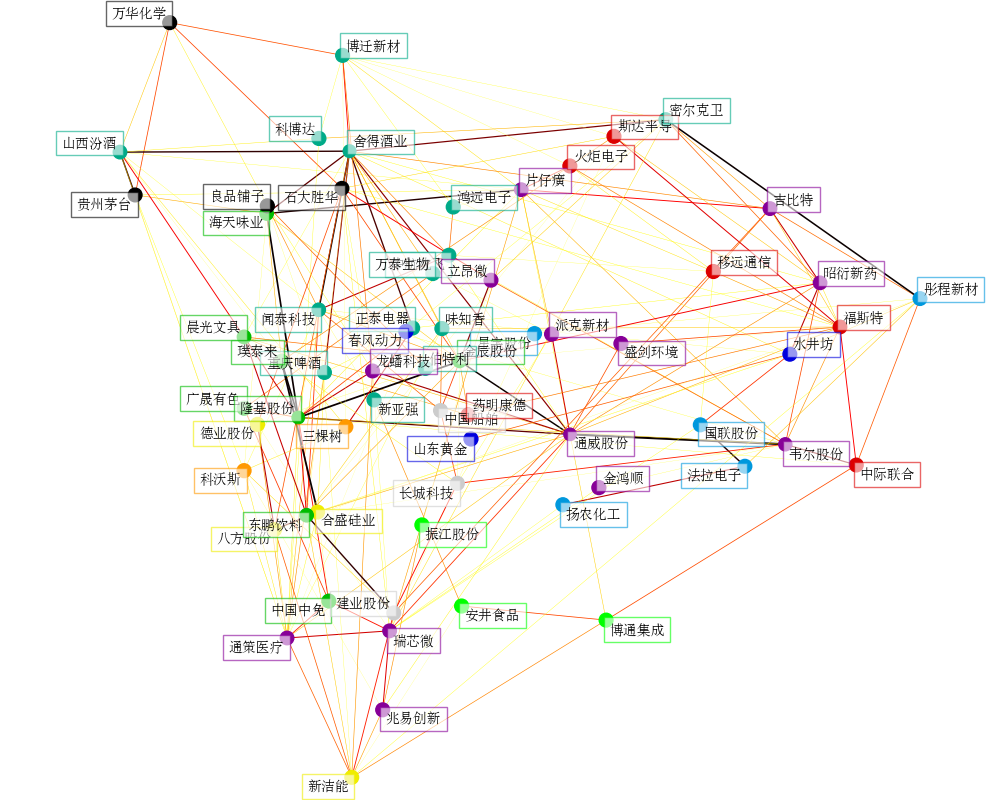 万华化学
博迁新材
密尔克卫
科博达
斯达半导
山西汾酒
舍得酒业
火炬电子
片仔癀
良品铺子
石大胜华
鸿远电子
吉比特
贵州茅台
海天味业
万泰生物
立昂微
移远通信
昭衍新药
彤程新材
晨光文具
闻泰科技
正泰电器
味知香
派克新材
福斯特
春风动力
水井坊
璞泰来
重庆啤酒
龙蟠科技
盛剑环境
广晟有色
隆基股份
新亚强
药明康德
中国船舶
德业股份
三棵树
山东黄金
通威股份
国联股份
韦尔股份
科沃斯
长城科技
金鸿顺
法拉电子
中际联合
东鹏饮料
合盛硅业
扬农化工
八方股份
振江股份
中国中免
建业股份
安井食品
博通集成
通策医疗
瑞芯微
兆易创新
新洁能